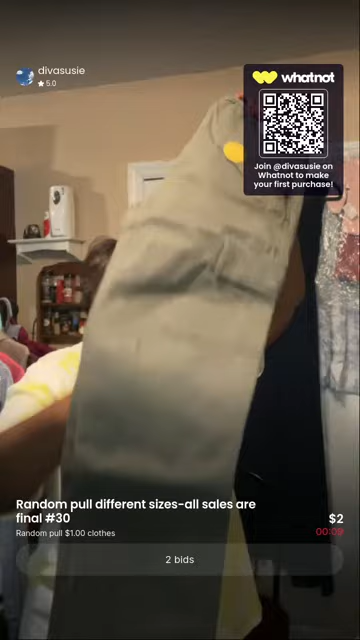 divasusie
★5.0
whatnot
Join @divasusie on
Whatnot to make
your first purchase!
Random pull different sizes-all sales are
final #30
$2
Random pull $1.00 clothes
00:09
2 bids